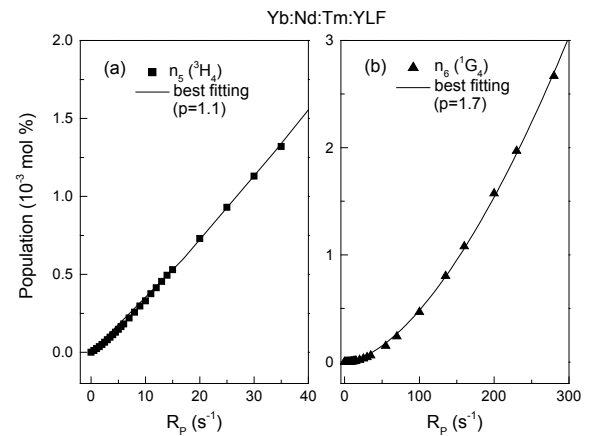 Yb:Nd:Tm:YLF
Population (10⁻³ mol %)
(a)
n₅ (³H₄)
best fitting
(p=1.1)
2.0
1.5
1.0
0.5
0.0
0 10 20 30 40
R_P (s⁻¹)
(b)
n₆ (¹G₄)
best fitting
(p=1.7)
3
2
1
0
0 100 200 300
R_P (s⁻¹)